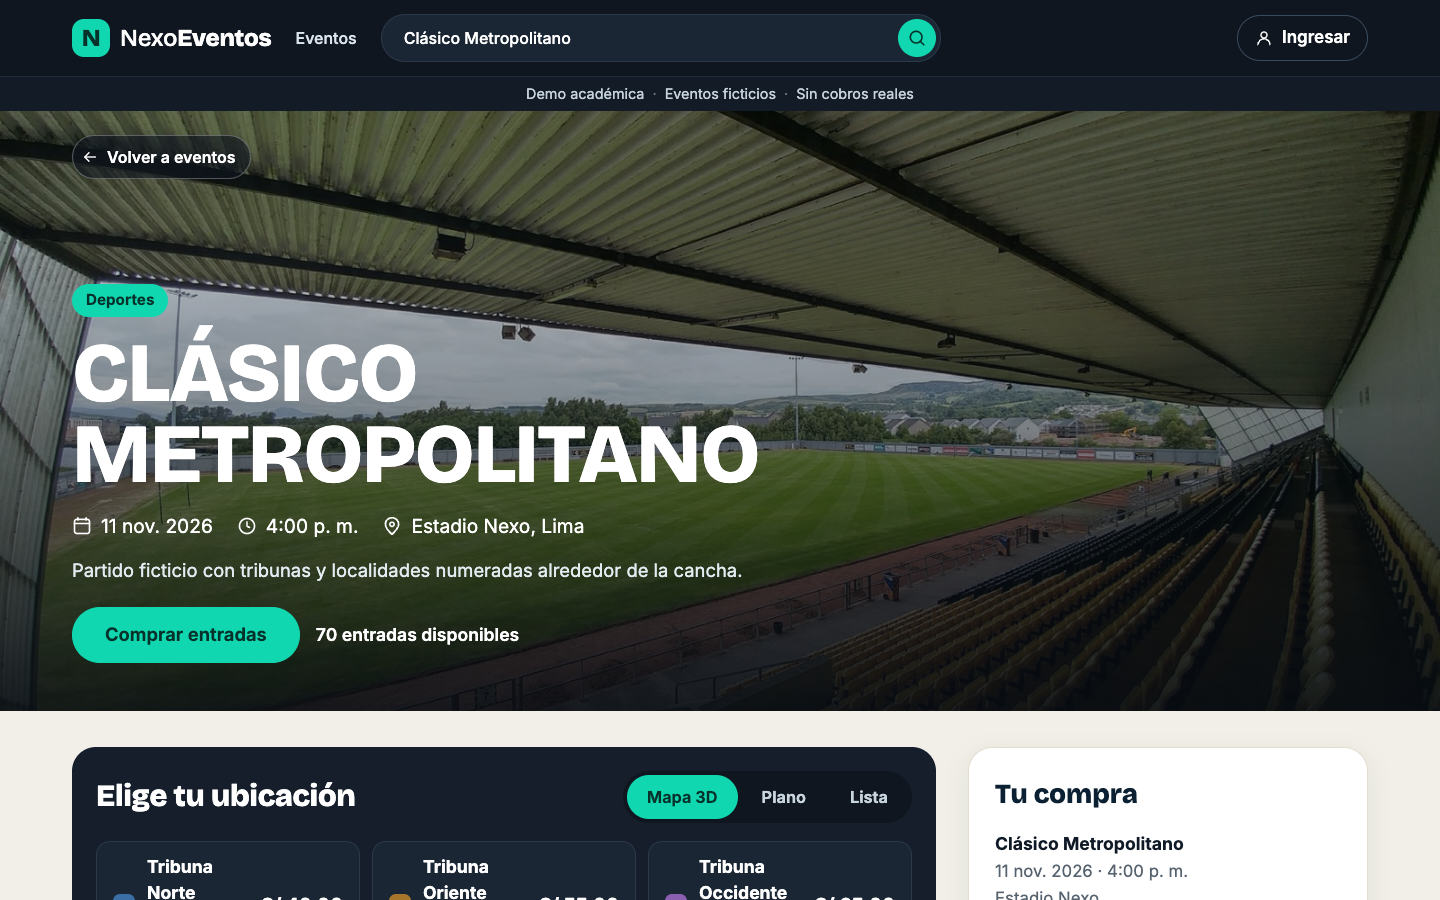 N NexoEventos
Eventos
Clásico Metropolitano
Ingresar
Demo académica · Eventos ficticios · Sin cobros reales
Volver a eventos
Deportes
CLÁSICO
METROPOLITANO
11 nov. 2026
4:00 p. m.
Estadio Nexo, Lima
Partido ficticio con tribunas y localidades numeradas alrededor de la cancha.
Comprar entradas
70 entradas disponibles
Elige tu ubicación
Mapa 3D
Plano
Lista
Tribuna
Norte
Tribuna
Oriente
Tribuna
Occidente
Tu compra
Clásico Metropolitano
11 nov. 2026 · 4:00 p. m.
Estadio Nexo